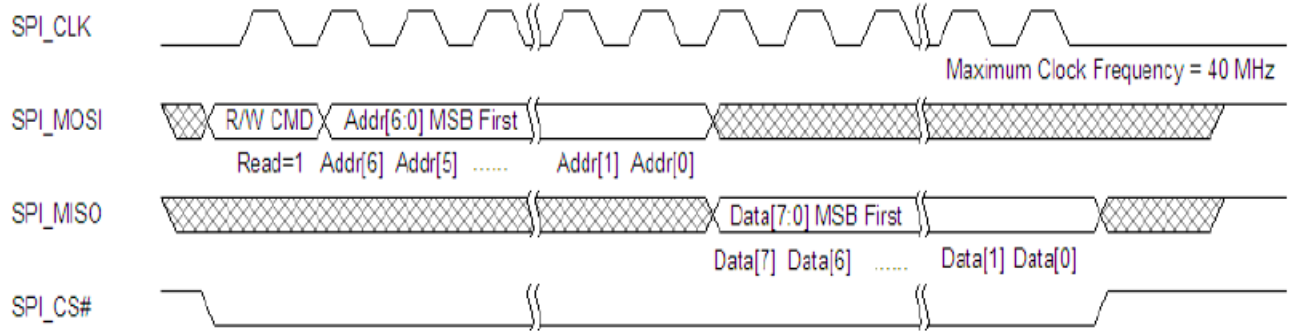 SPI_CLK
Maximum Clock Frequency = 40 MHz
SPI_MOSI R/W CMD Addr[6:0] MSB First
Read=1 Addr[6] Addr[5] ...... Addr[1] Addr[0]
SPI_MISO Data[7:0] MSB First
Data[7] Data[6] ...... Data[1] Data[0]
SPI_CS#